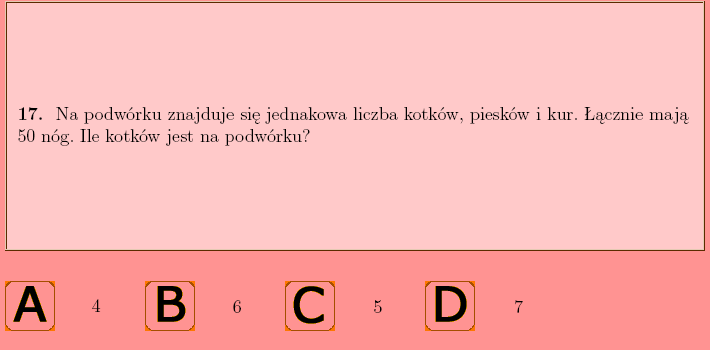 17. Na podwórku znajduje się jednakowa liczba kotków, piesków i kur. Łącznie mają
50 nóg. Ile kotków jest na podwórku?
A 4 B 6 C 5 D 7